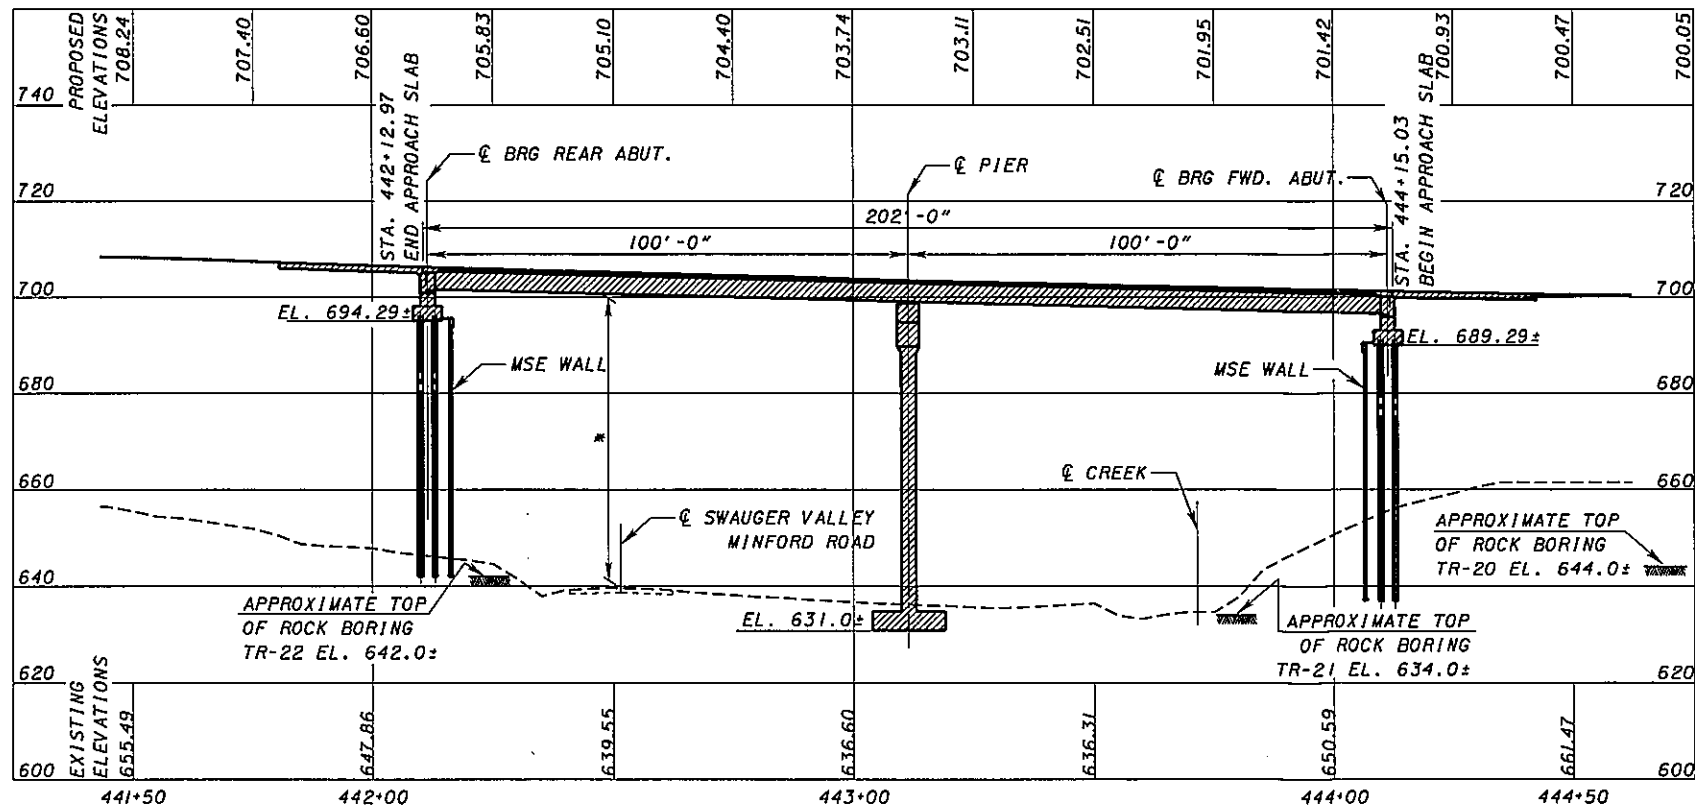 PROPOSED
ELEVATIONS
708.24
707.40
706.60
705.83
705.10
704.40
703.74
703.11
702.51
701.95
701.42
700.93
700.47
700.05
740
STA. 442+12.97
END APPROACH SLAB
℄ BRG REAR ABUT.
℄ PIER
℄ BRG FWD. ABUT.
STA. 444+15.03
BEGIN APPROACH SLAB
720
720
202'-0"
100'-0"
100'-0"
700
700
EL. 694.29±
EL. 689.29±
MSE WALL
MSE WALL
680
680
*
℄ CREEK
660
660
℄ SWAUGER VALLEY
MINFORD ROAD
APPROXIMATE TOP
OF ROCK BORING
TR-20 EL. 644.0±
640
640
APPROXIMATE TOP
OF ROCK BORING
TR-22 EL. 642.0±
EL. 631.0±
APPROXIMATE TOP
OF ROCK BORING
TR-21 EL. 634.0±
620
620
EXISTING
ELEVATIONS
655.49
647.86
639.55
636.60
636.31
650.59
661.47
600
600
441+50
442+00
443+00
444+00
444+50